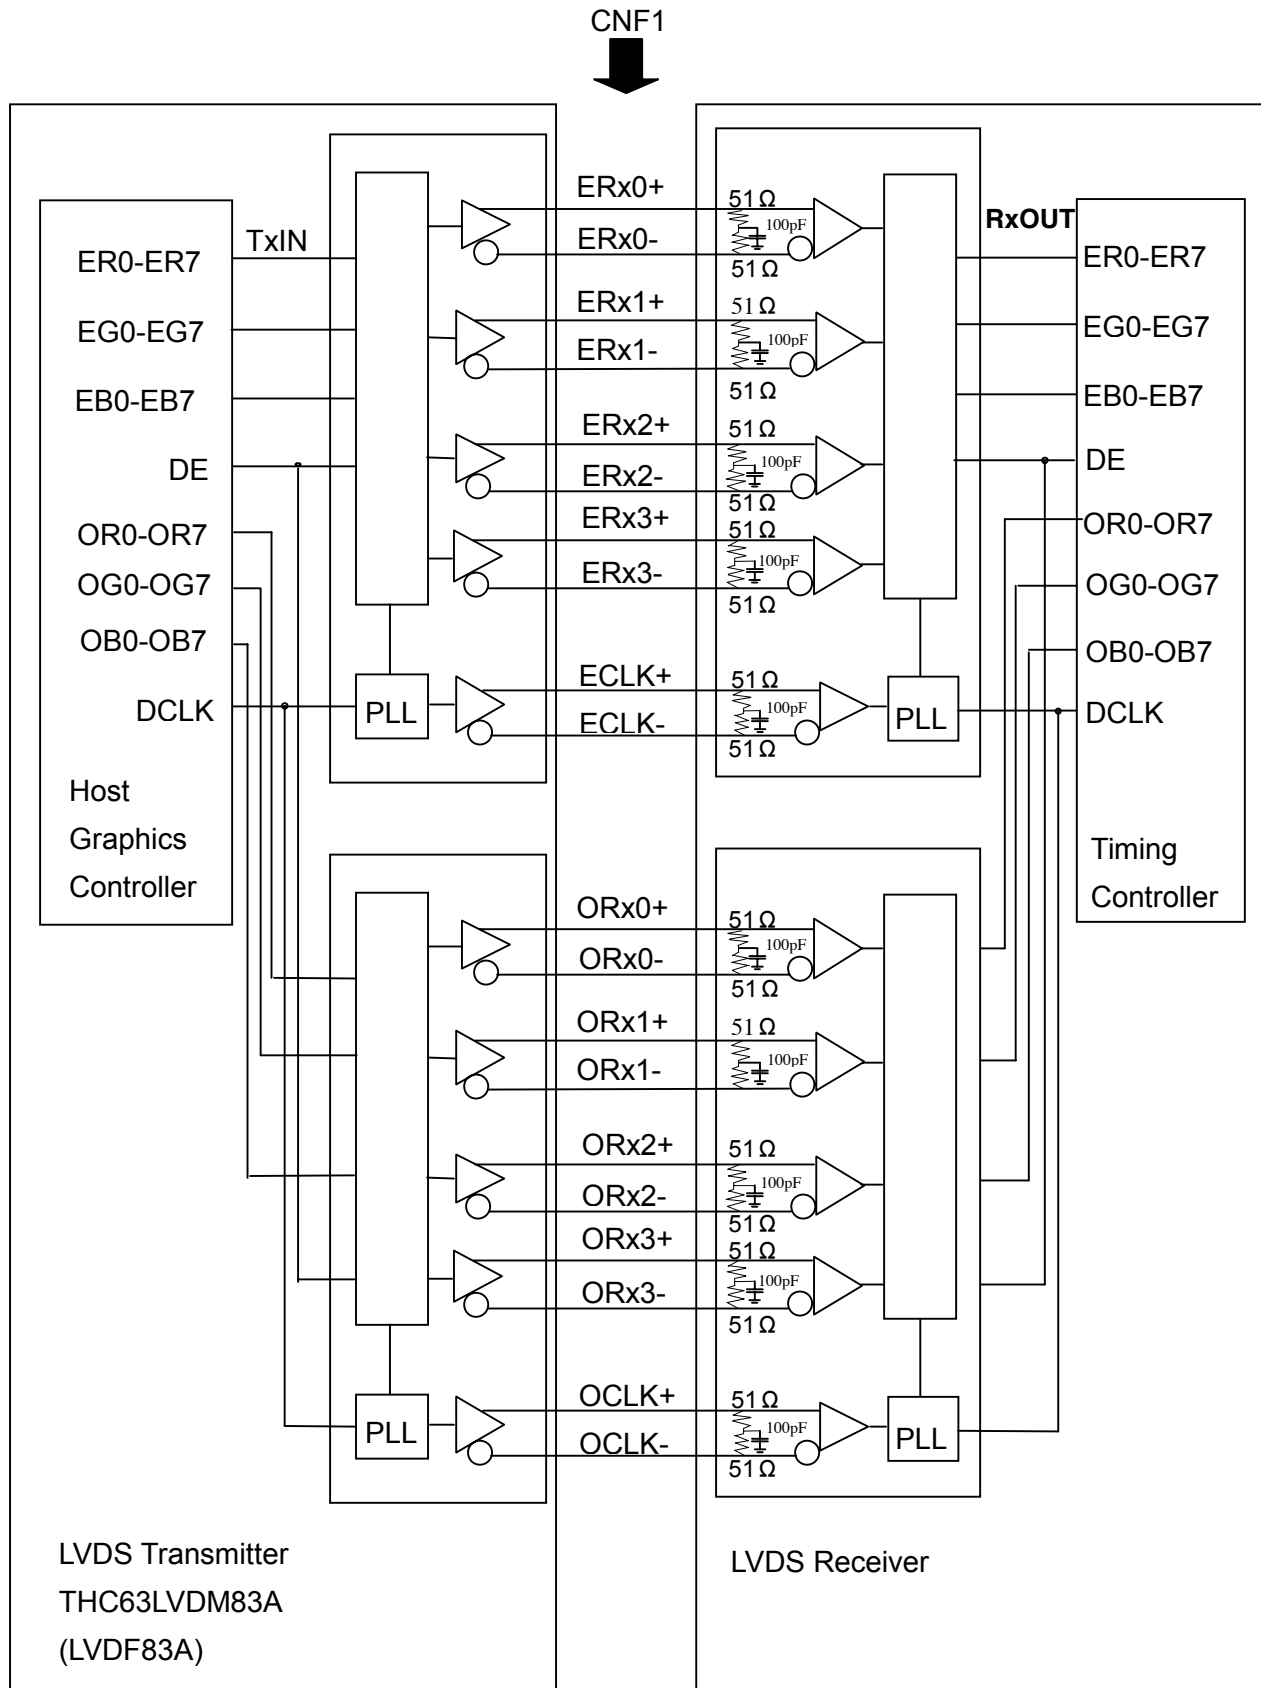 CNF1
TxIN
ER0-ER7
EG0-EG7
EB0-EB7
DE
OR0-OR7
OG0-OG7
OB0-OB7
DCLK
Host
Graphics
Controller
PLL
ERx0+
ERx0-
ERx1+
ERx1-
ERx2+
ERx2-
ERx3+
ERx3-
ECLK+
ECLK-
51Ω
100pF
51Ω
51Ω
100pF
51Ω
51Ω
100pF
51Ω
51Ω
100pF
51Ω
51Ω
100pF
51Ω
PLL
RxOUT
ER0-ER7
EG0-EG7
EB0-EB7
DE
OR0-OR7
OG0-OG7
OB0-OB7
DCLK
Timing
Controller
PLL
ORx0+
ORx0-
ORx1+
ORx1-
ORx2+
ORx2-
ORx3+
ORx3-
OCLK+
OCLK-
51Ω
100pF
51Ω
51Ω
100pF
51Ω
100pF
51Ω
51Ω
100pF
51Ω
51Ω
100pF
51Ω
PLL
LVDS Transmitter
THC63LVDM83A
(LVDF83A)
LVDS Receiver